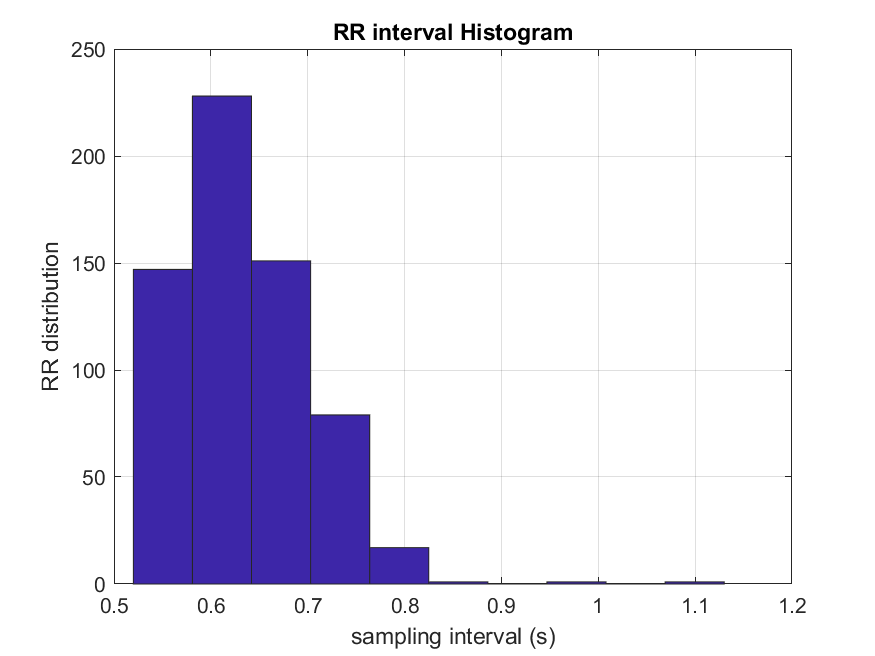 RR interval Histogram
250
200
150
100
50
0
RR distribution
0.5 0.6 0.7 0.8 0.9 1 1.1 1.2
sampling interval (s)